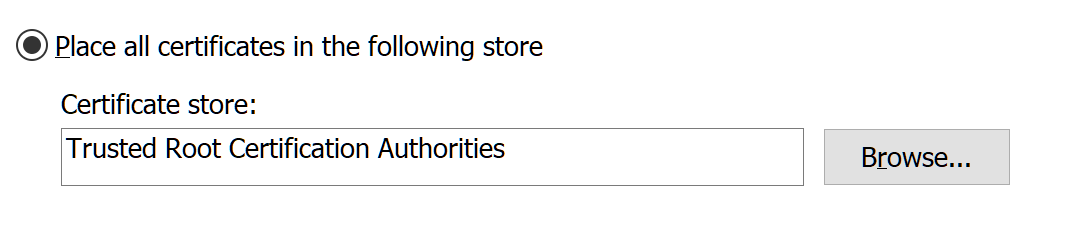 Place all certificates in the following store
Certificate store:
Trusted Root Certification Authorities
Browse...